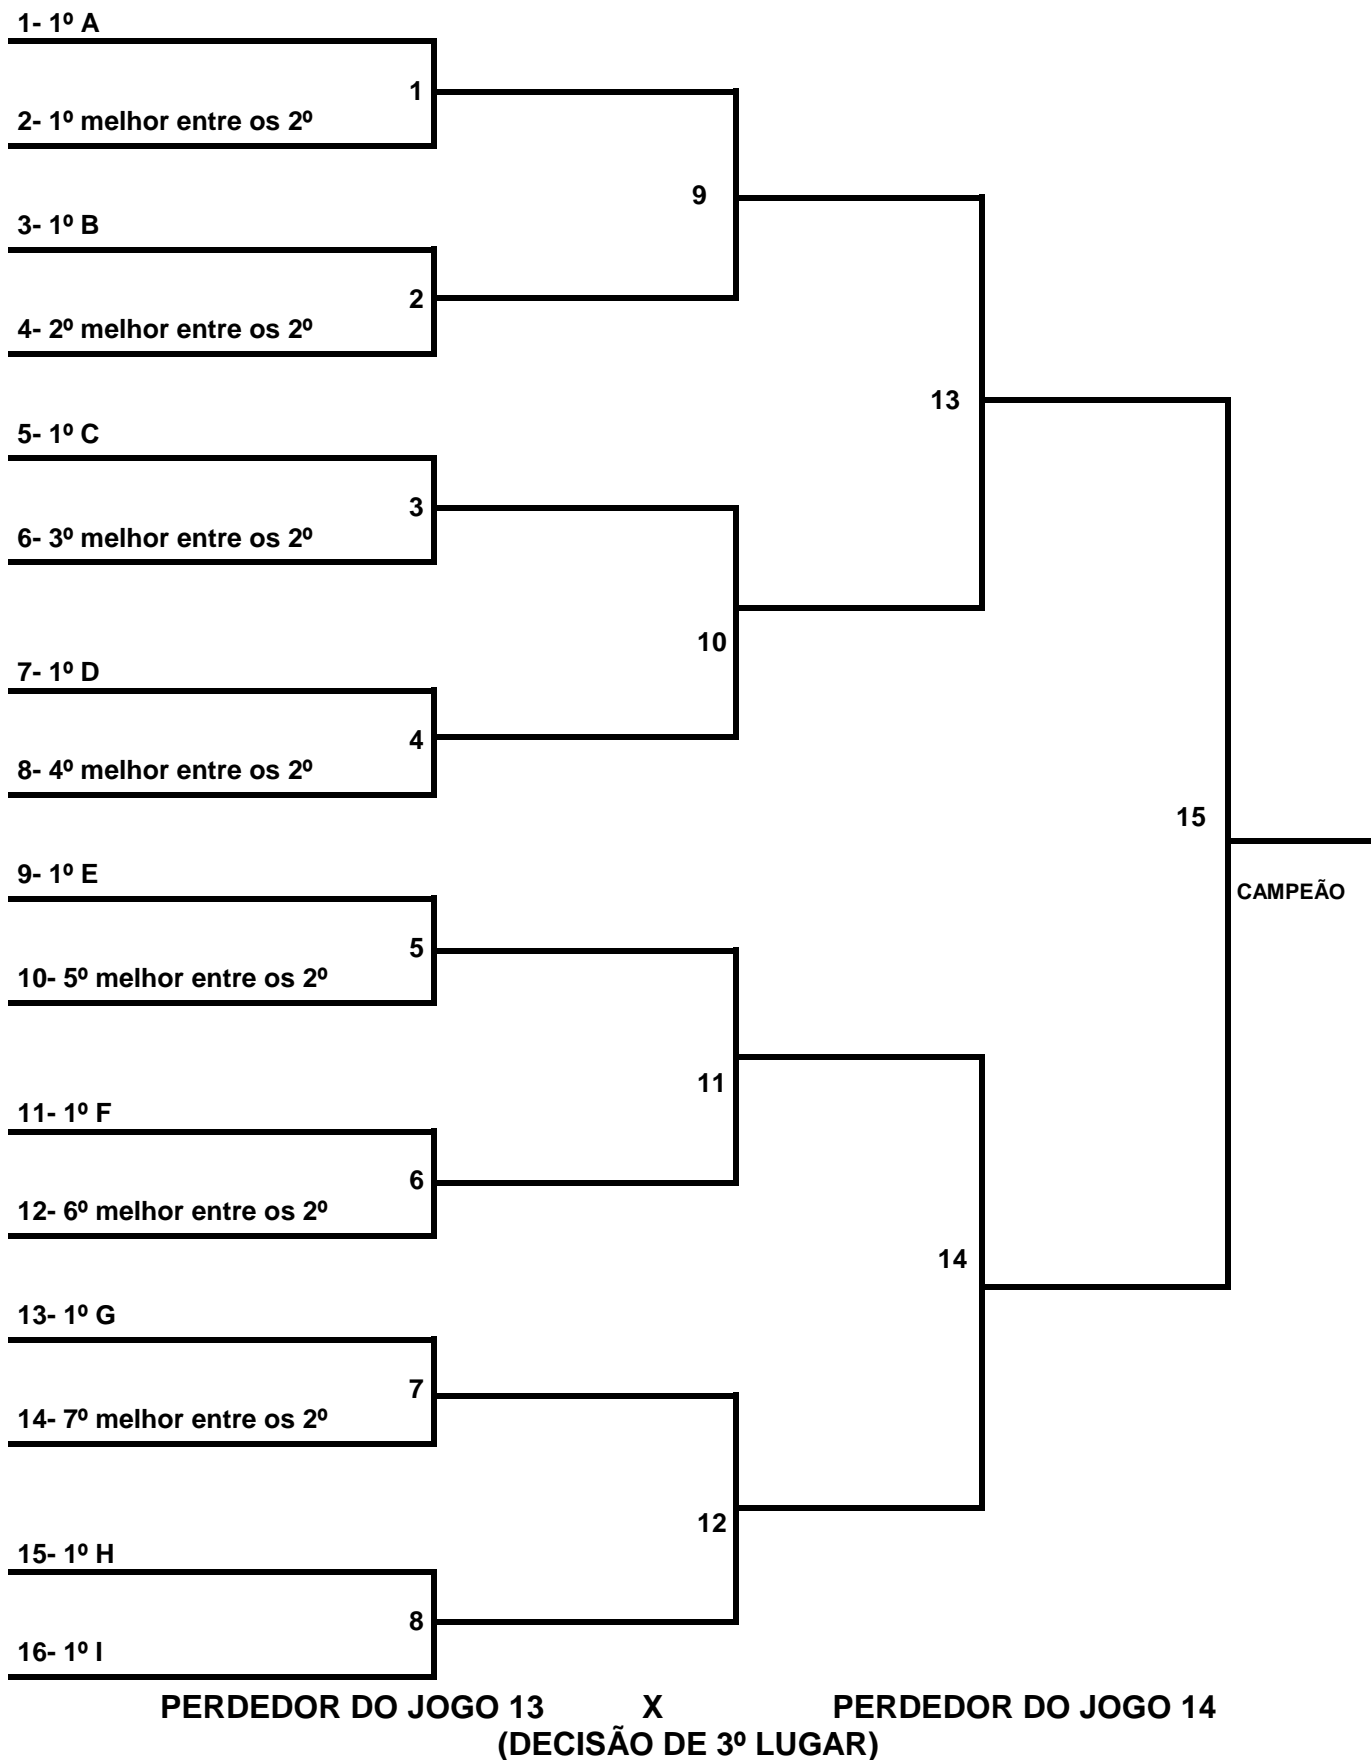 1- 1º A
1
2- 1º melhor entre os 2º
9
3- 1º B
2
4- 2º melhor entre os 2º
13
5- 1º C
3
6- 3º melhor entre os 2º
10
7- 1º D
4
8- 4º melhor entre os 2º
15
9- 1º E
CAMPEÃO
5
10- 5º melhor entre os 2º
11
11- 1º F
6
12- 6º melhor entre os 2º
14
13- 1º G
7
14- 7º melhor entre os 2º
12
15- 1º H
8
16- 1º I
PERDEDOR DO JOGO 13 X PERDEDOR DO JOGO 14
(DECISÃO DE 3º LUGAR)